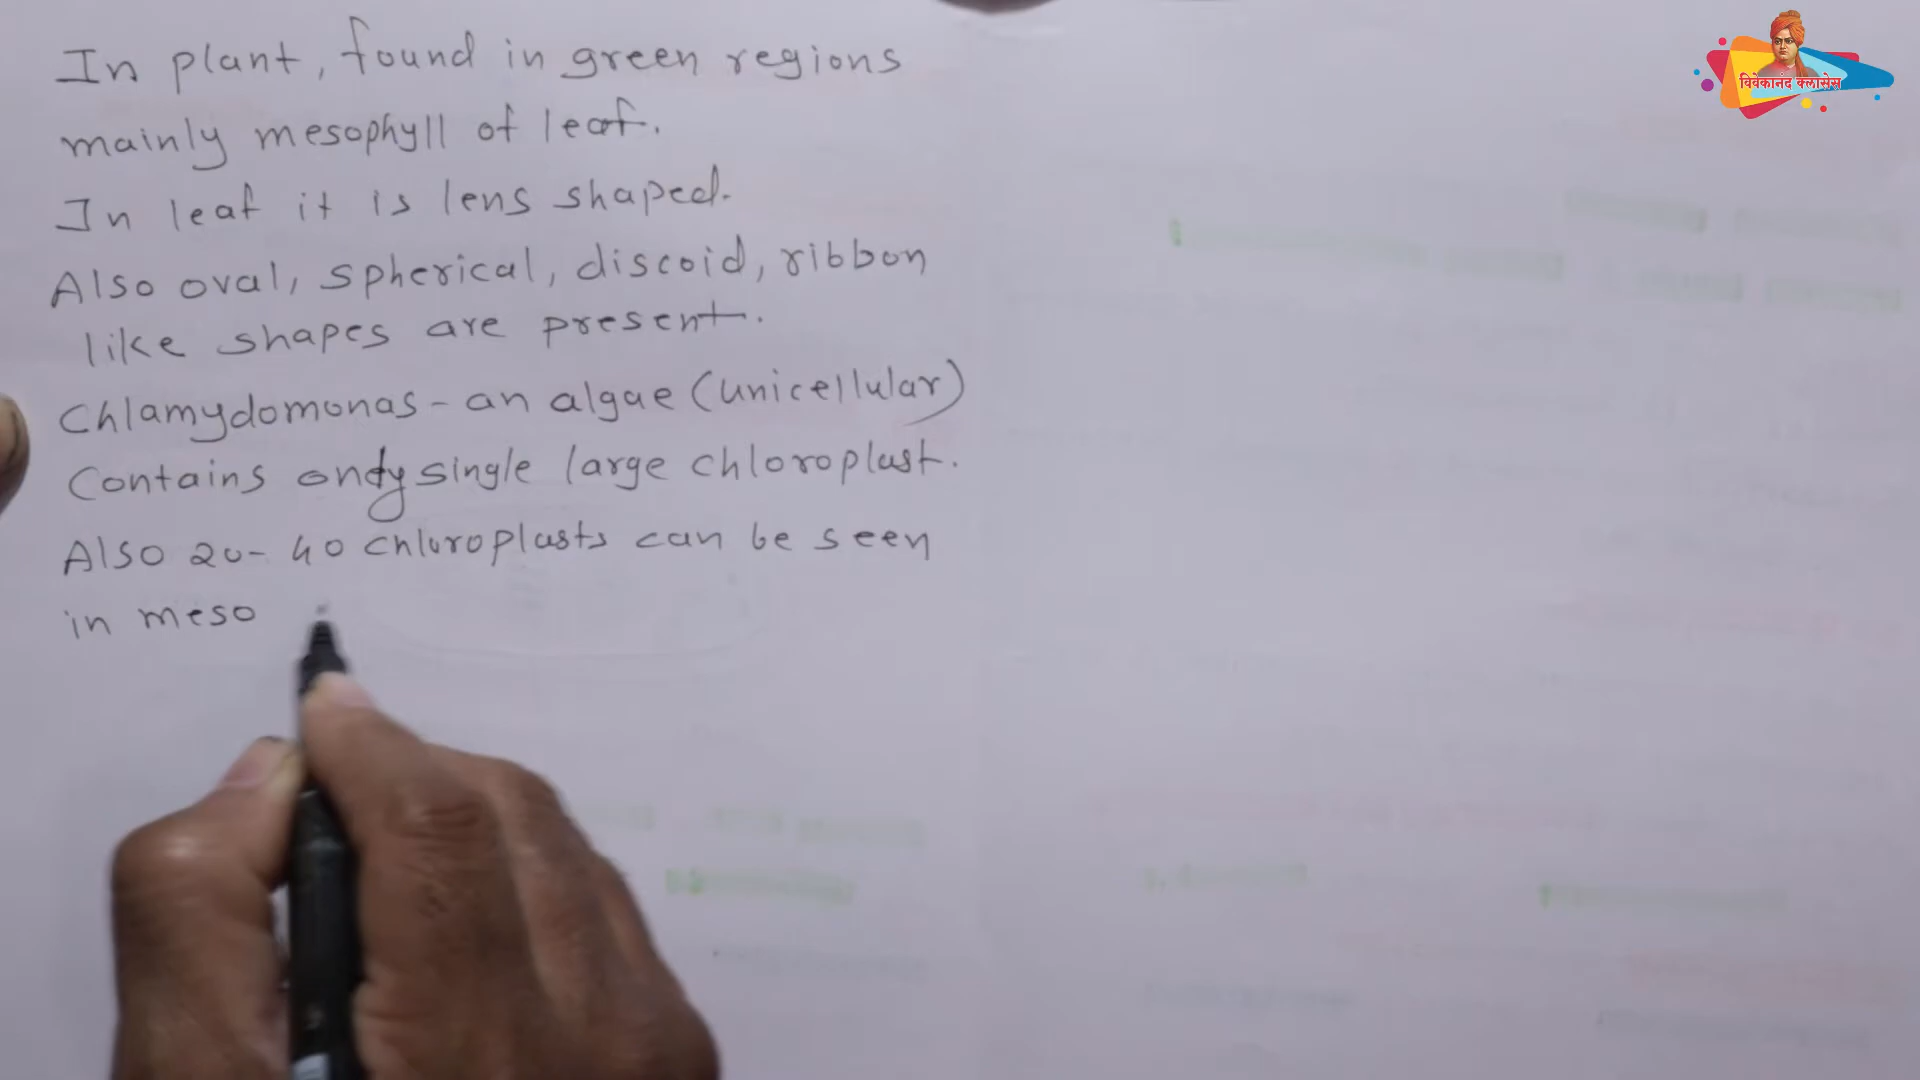 In plant, found in green regions
mainly mesophyll of leaf.
In leaf it is lens shaped.
Also oval, spherical, discoid, ribbon
like shapes are present.
Chlamydomonas - an algae (unicellular)
Contains only single large chloroplast.
Also 20-40 chloroplasts can be seen
in meso
विवेकानंद क्लासेस